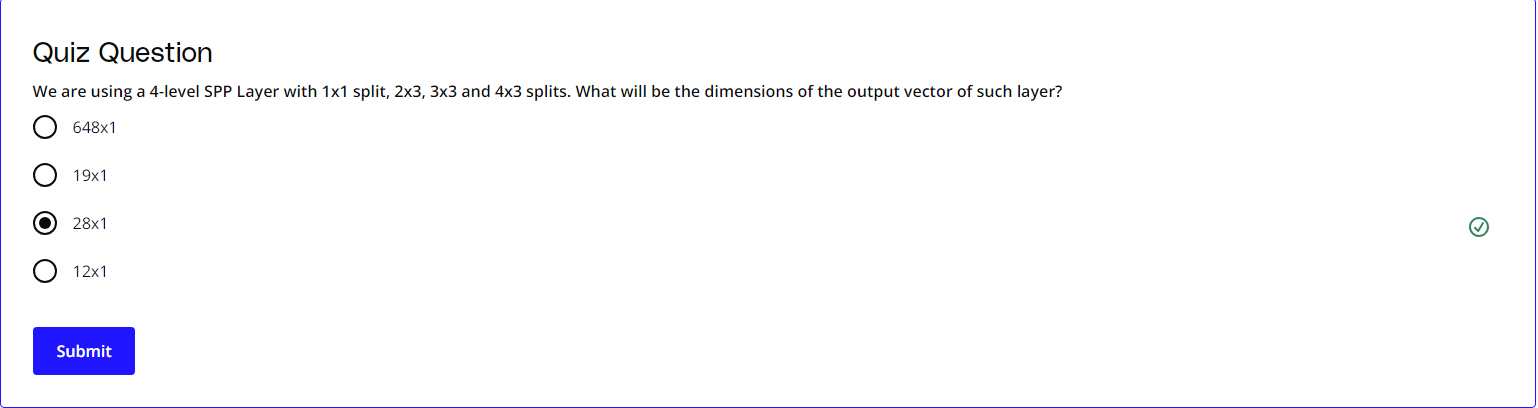 Quiz Question
We are using a 4-level SPP Layer with 1x1 split, 2x3, 3x3 and 4x3 splits. What will be the dimensions of the output vector of such layer?
648x1
19x1
28x1
12x1
Submit